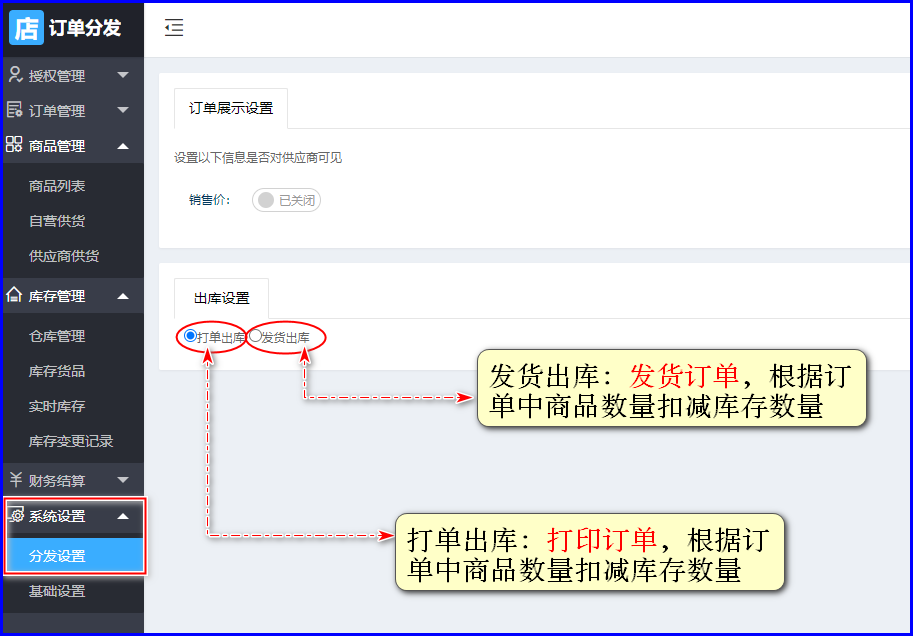 店 订单分发
授权管理
订单管理
商品管理
商品列表
自营供货
供应商供货
库存管理
仓库管理
库存货品
实时库存
库存变更记录
财务结算
系统设置
分发设置
基础设置
订单展示设置
设置以下信息是否对供应商可见
销售价： 已关闭
出库设置
打单出库 发货出库
发货出库：发货订单，根据订
单中商品数量扣减库存数量
打单出库：打印订单，根据订
单中商品数量扣减库存数量